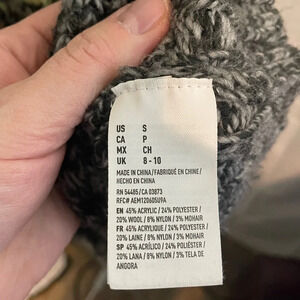 US S
CA P
MX CH
UK 8 - 10
MADE IN CHINA / FABRIQUÉ EN CHINE /
HECHO EN CHINA
RN 54485 / CA 03873
RFC# AEM120605U9A
EN 45% ACRYLIC / 24% POLYESTER /
20% WOOL / 8% NYLON / 3% MOHAIR
FR 45% ACRYLIQUE / 24% POLYESTER /
20% LAINE / 8% NYLON / 3% MOHAIR
SP 45% ACRÍLICO / 24% POLIÉSTER /
20% LANA / 8% NYLON / 3% TELA DE
ANGORA